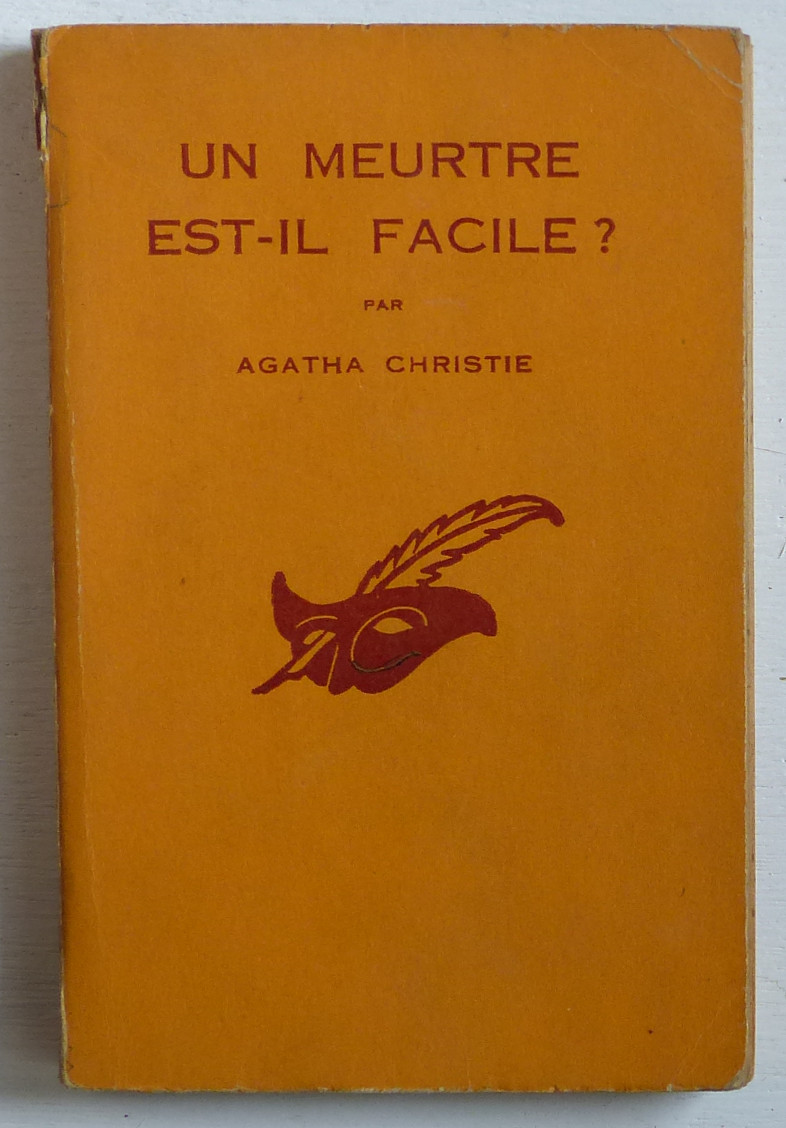 UN MEURTRE
EST-IL FACILE ?
PAR
AGATHA CHRISTIE